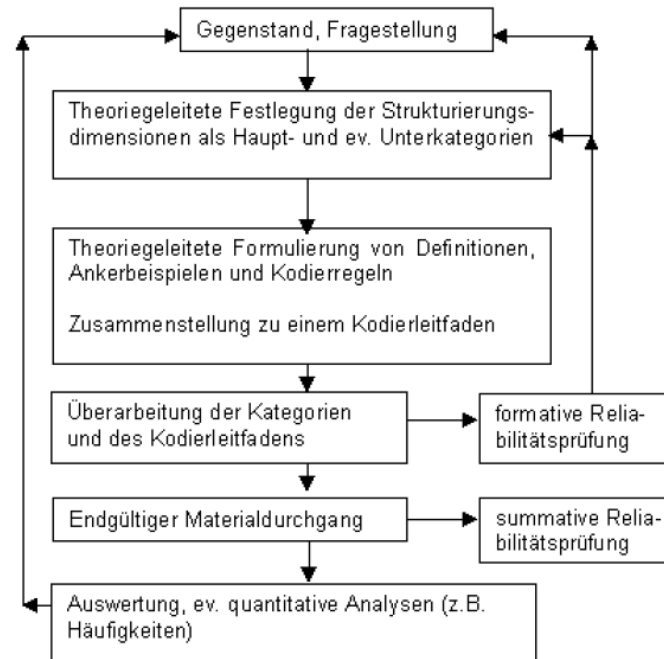 Gegenstand, Fragestellung
Theoriegeleitete Festlegung der Strukturierungs-
dimensionen als Haupt- und ev. Unterkategorien
Theoriegeleitete Formulierung von Definitionen,
Ankerbeispielen und Kodierregeln
Zusammenstellung zu einem Kodierleitfaden
Überarbeitung der Kategorien
und des Kodierleitfadens
formative Relia-
bilitätsprüfung
Endgültiger Materialdurchgang
summative Relia-
bilitätsprüfung
Auswertung, ev. quantitative Analysen (z.B.
Häufigkeiten)